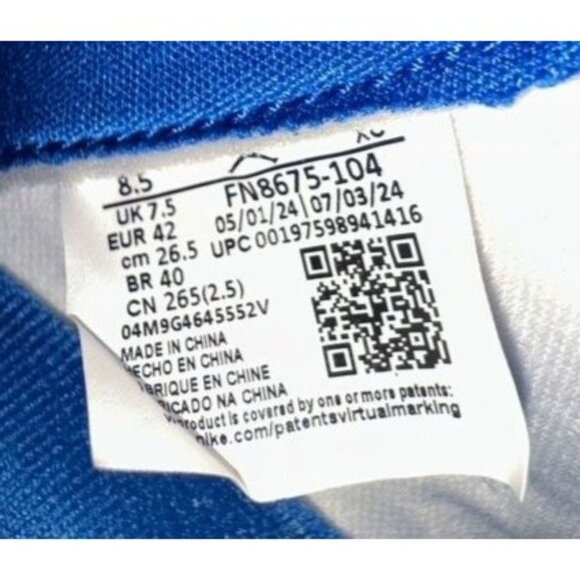 8.5
UK 7.5
EUR 42
cm 26.5
BR 40
CN 265(2.5)
04M9G4645552V
FN8675-104
05/01/24|07/03/24
UPC 00197598941416
MADE IN CHINA
HECHO EN CHINA
FABRIQUE EN CHINE
FABRICADO NA CHINA
product is covered by one or more patents:
nike.com/patentsvirtualmarking